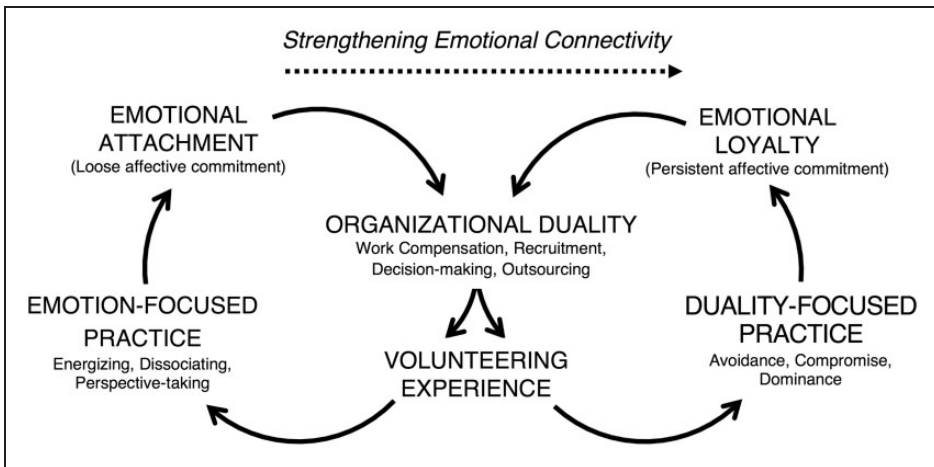 Strengthening Emotional Connectivity
EMOTIONAL
ATTACHMENT
(Loose affective commitment)
EMOTIONAL
LOYALTY
(Persistent affective commitment)
ORGANIZATIONAL DUALITY
Work Compensation, Recruitment,
Decision-making, Outsourcing
EMOTION-FOCUSED
PRACTICE
Energizing, Dissociating,
Perspective-taking
VOLUNTEERING
EXPERIENCE
DUALITY-FOCUSED
PRACTICE
Avoidance, Compromise,
Dominance